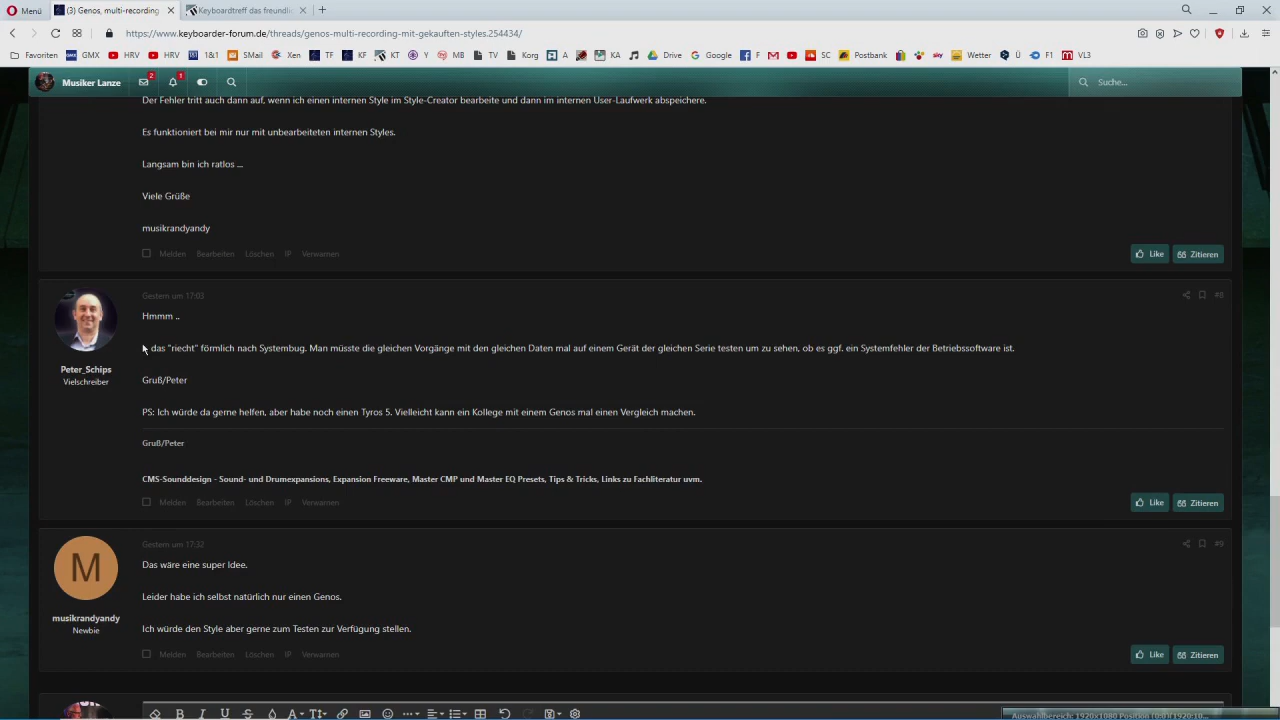 Menü
(3) Genos, multi-recording
Keyboardtreff das freundli
https://www.keyboarder-forum.de/threads/genos-multi-recording-mit-gekauften-styles.254434/
Favoriten GMX HRV HRV 1&1 SMail Xen TF KF KT Y MB TV Korg A KA Drive Google F M SC Postbank sky Wetter Ü F1 VL3
Musiker Lanze 2 1 Suche...
Der Fehler tritt auch dann auf, wenn ich einen internen Style im Style-Creator bearbeite und dann im internen User-Laufwerk abspeichere.
Es funktioniert bei mir nur mit unbearbeiteten internen Styles.
Langsam bin ich ratlos ...
Viele Grüße
musikrandyandy
Melden Bearbeiten Löschen IP Verwarnen Like Zitieren
Gestern um 17:03 #8
Hmmm ..
das "riecht" förmlich nach Systembug. Man müsste die gleichen Vorgänge mit den gleichen Daten mal auf einem Gerät der gleichen Serie testen um zu sehen, ob es ggf. ein Systemfehler der Betriebssoftware ist.
Peter_Schips
Vielschreiber
Gruß/Peter
PS: Ich würde da gerne helfen, aber habe noch einen Tyros 5. Vielleicht kann ein Kollege mit einem Genos mal einen Vergleich machen.
Gruß/Peter
CMS-Sounddesign - Sound- und Drumexpansions, Expansion Freeware, Master CMP und Master EQ Presets, Tips & Tricks, Links zu Fachliteratur uvm.
Melden Bearbeiten Löschen IP Verwarnen Like Zitieren
Gestern um 17:32 #9
M
Das wäre eine super Idee.
Leider habe ich selbst natürlich nur einen Genos.
musikrandyandy
Newbie
Ich würde den Style aber gerne zum Testen zur Verfügung stellen.
Melden Bearbeiten Löschen IP Verwarnen Like Zitieren
B I U S A
Auswahlbereich: 1920x1080 Position (0:0)(1920:10...